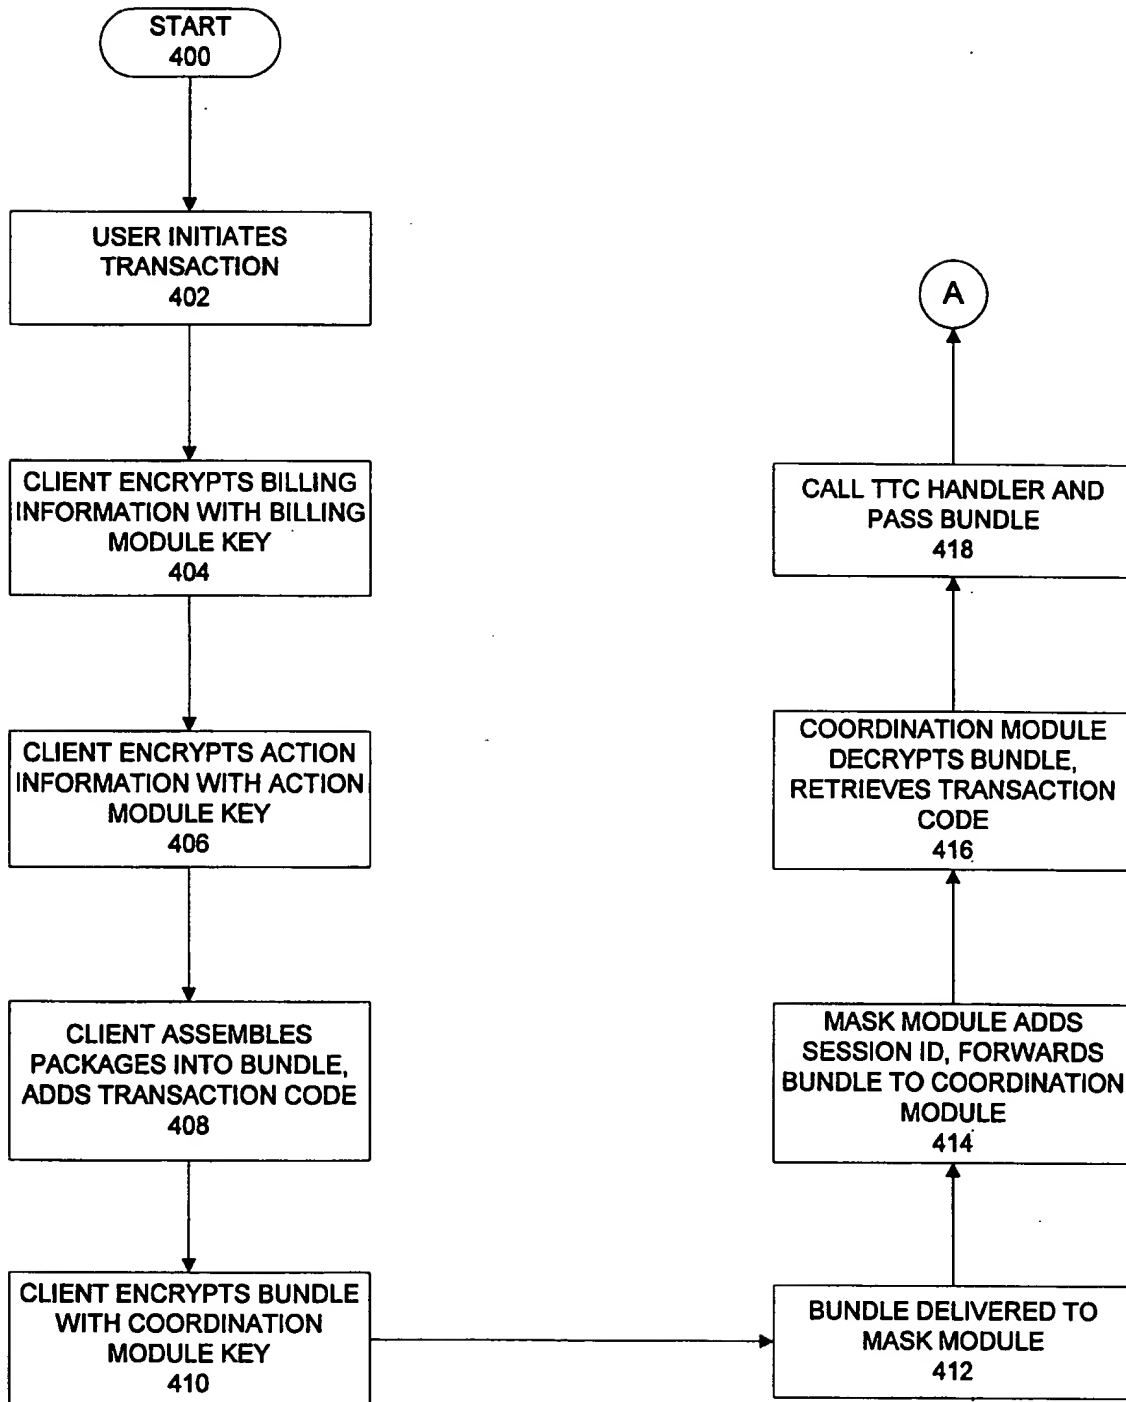 START
400
USER INITIATES
TRANSACTION
402
CLIENT ENCRYPTS BILLING
INFORMATION WITH BILLING
MODULE KEY
404
CLIENT ENCRYPTS ACTION
INFORMATION WITH ACTION
MODULE KEY
406
CLIENT ASSEMBLES
PACKAGES INTO BUNDLE,
ADDS TRANSACTION CODE
408
CLIENT ENCRYPTS BUNDLE
WITH COORDINATION
MODULE KEY
410
BUNDLE DELIVERED TO
MASK MODULE
412
MASK MODULE ADDS
SESSION ID, FORWARDS
BUNDLE TO COORDINATION
MODULE
414
COORDINATION MODULE
DECRYPTS BUNDLE,
RETRIEVES TRANSACTION
CODE
416
CALL TTC HANDLER AND
PASS BUNDLE
418
A